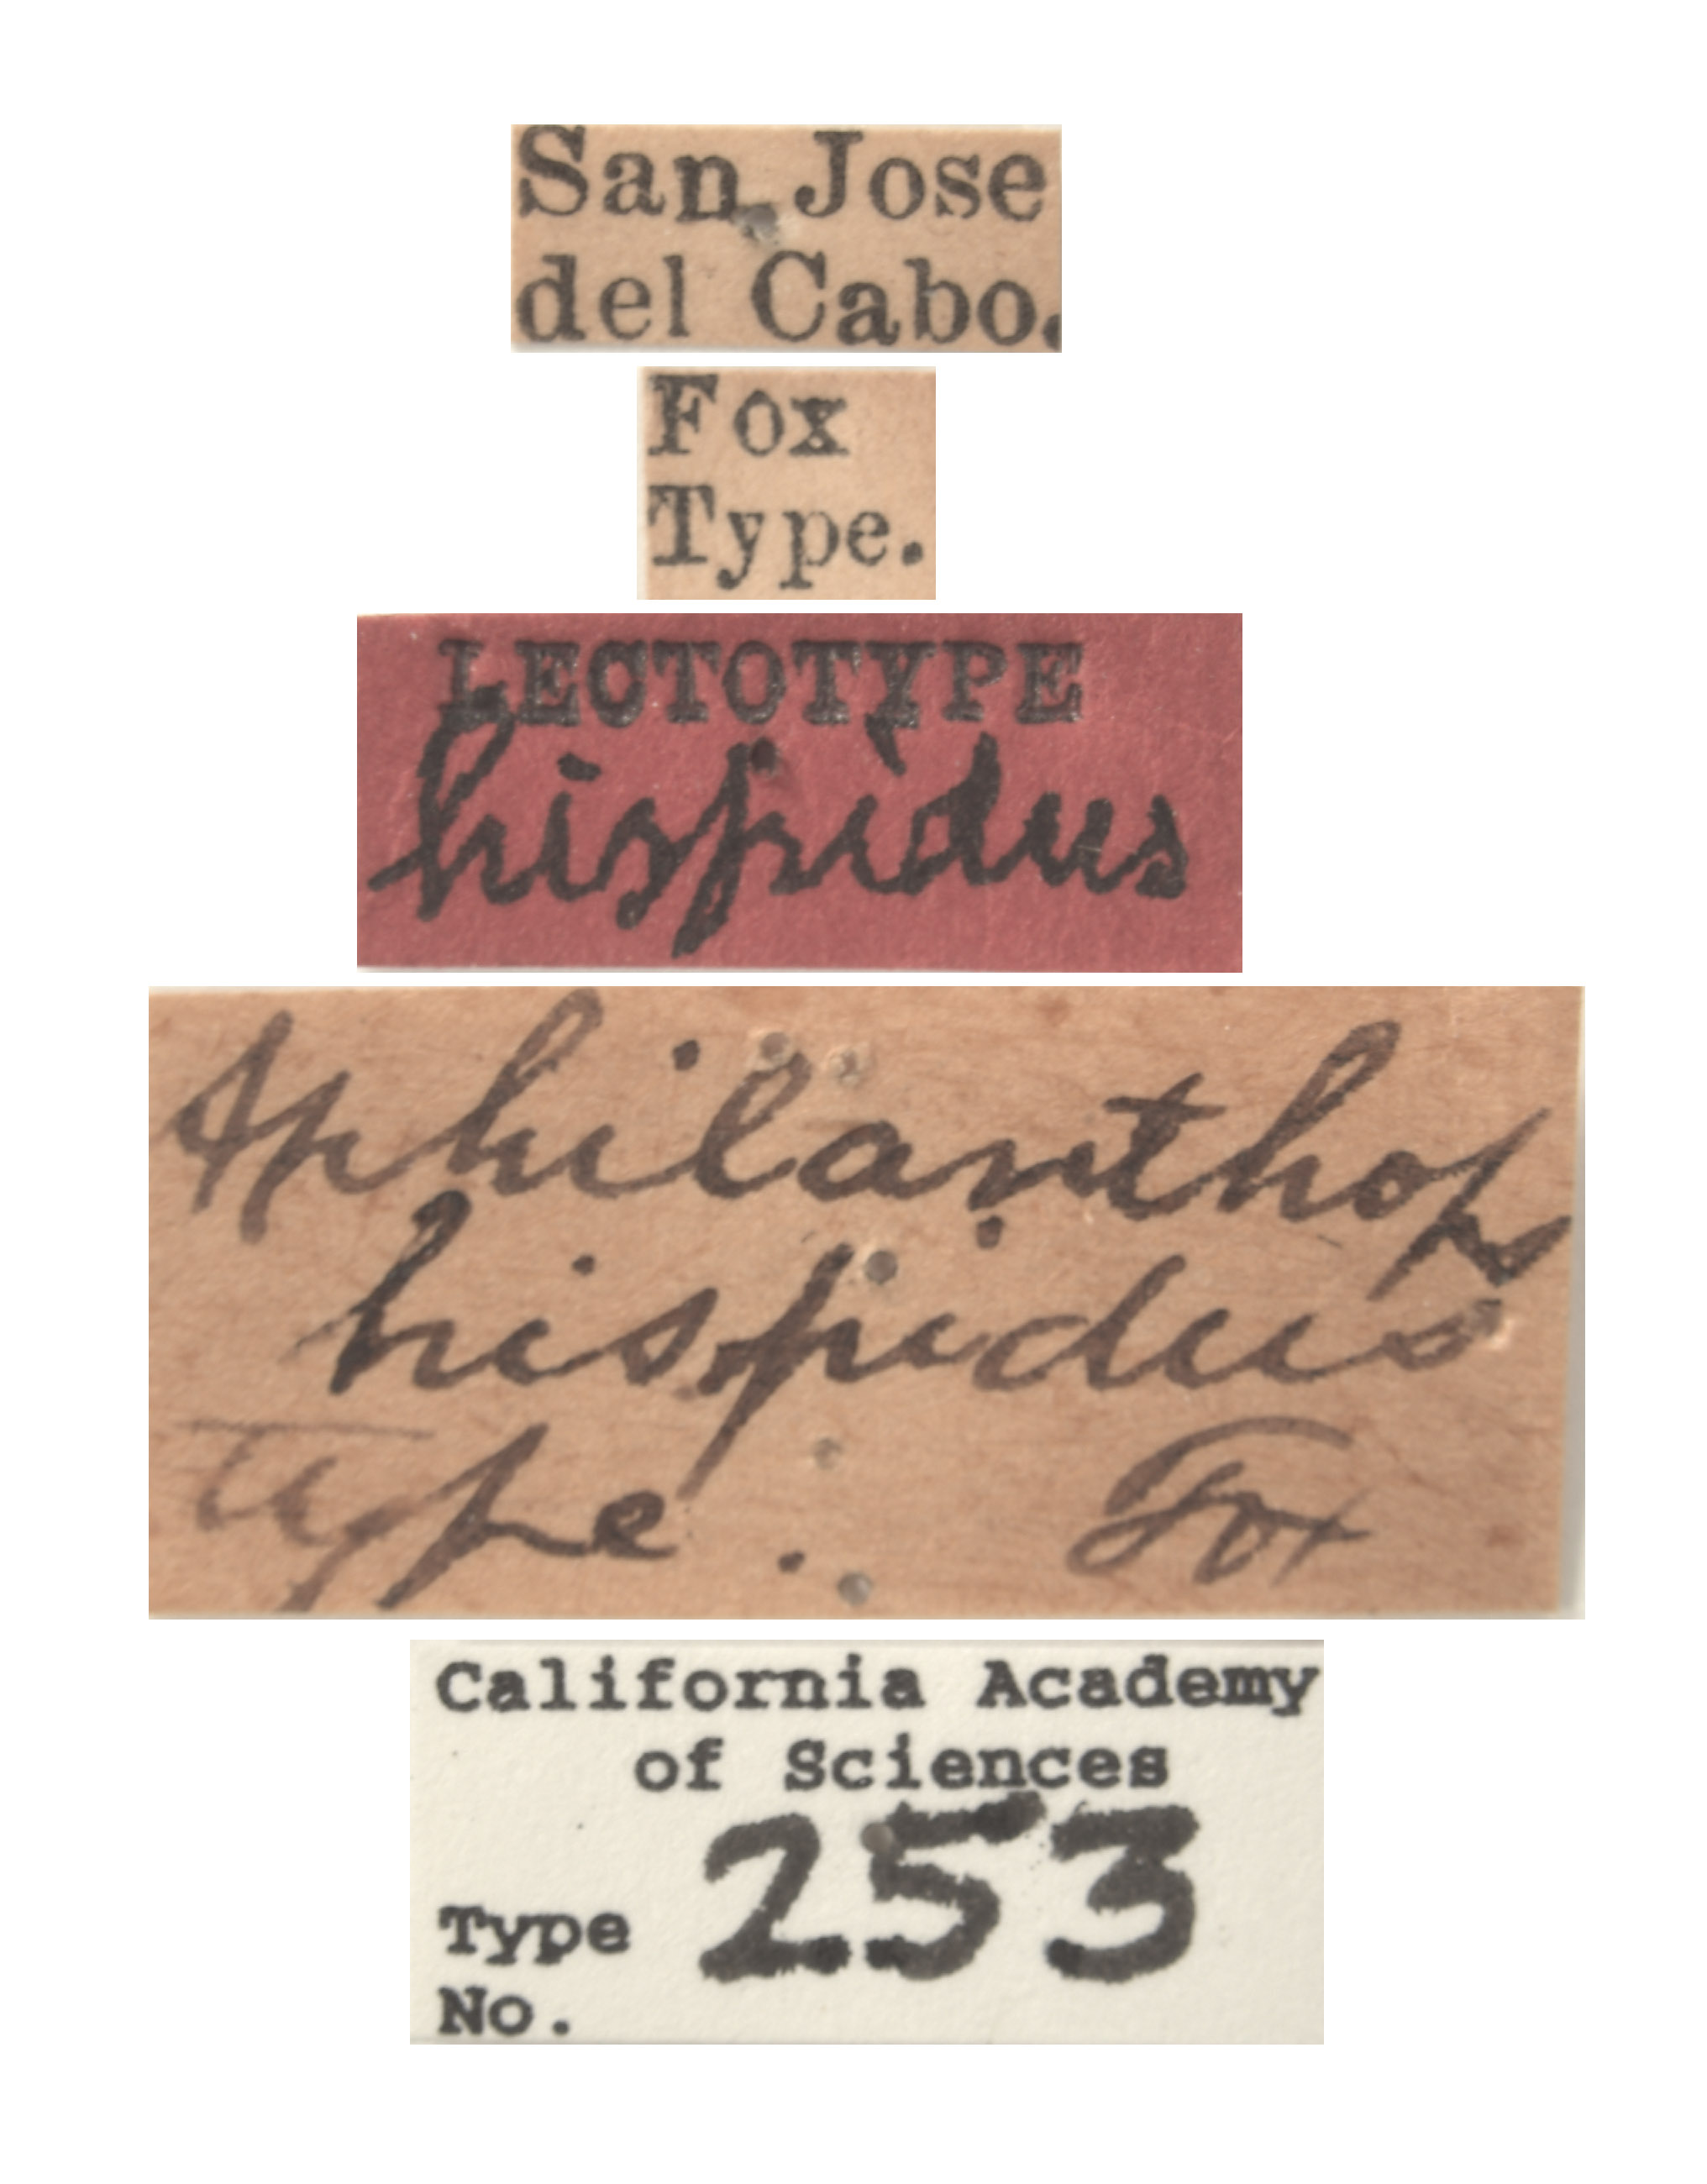 San Jose
del Cabo.
Fox
Type.
LECTOTYPE
hispidus
Aphilanthops
hispidus
Type. Fox
California Academy
of Sciences
Type 253
No.